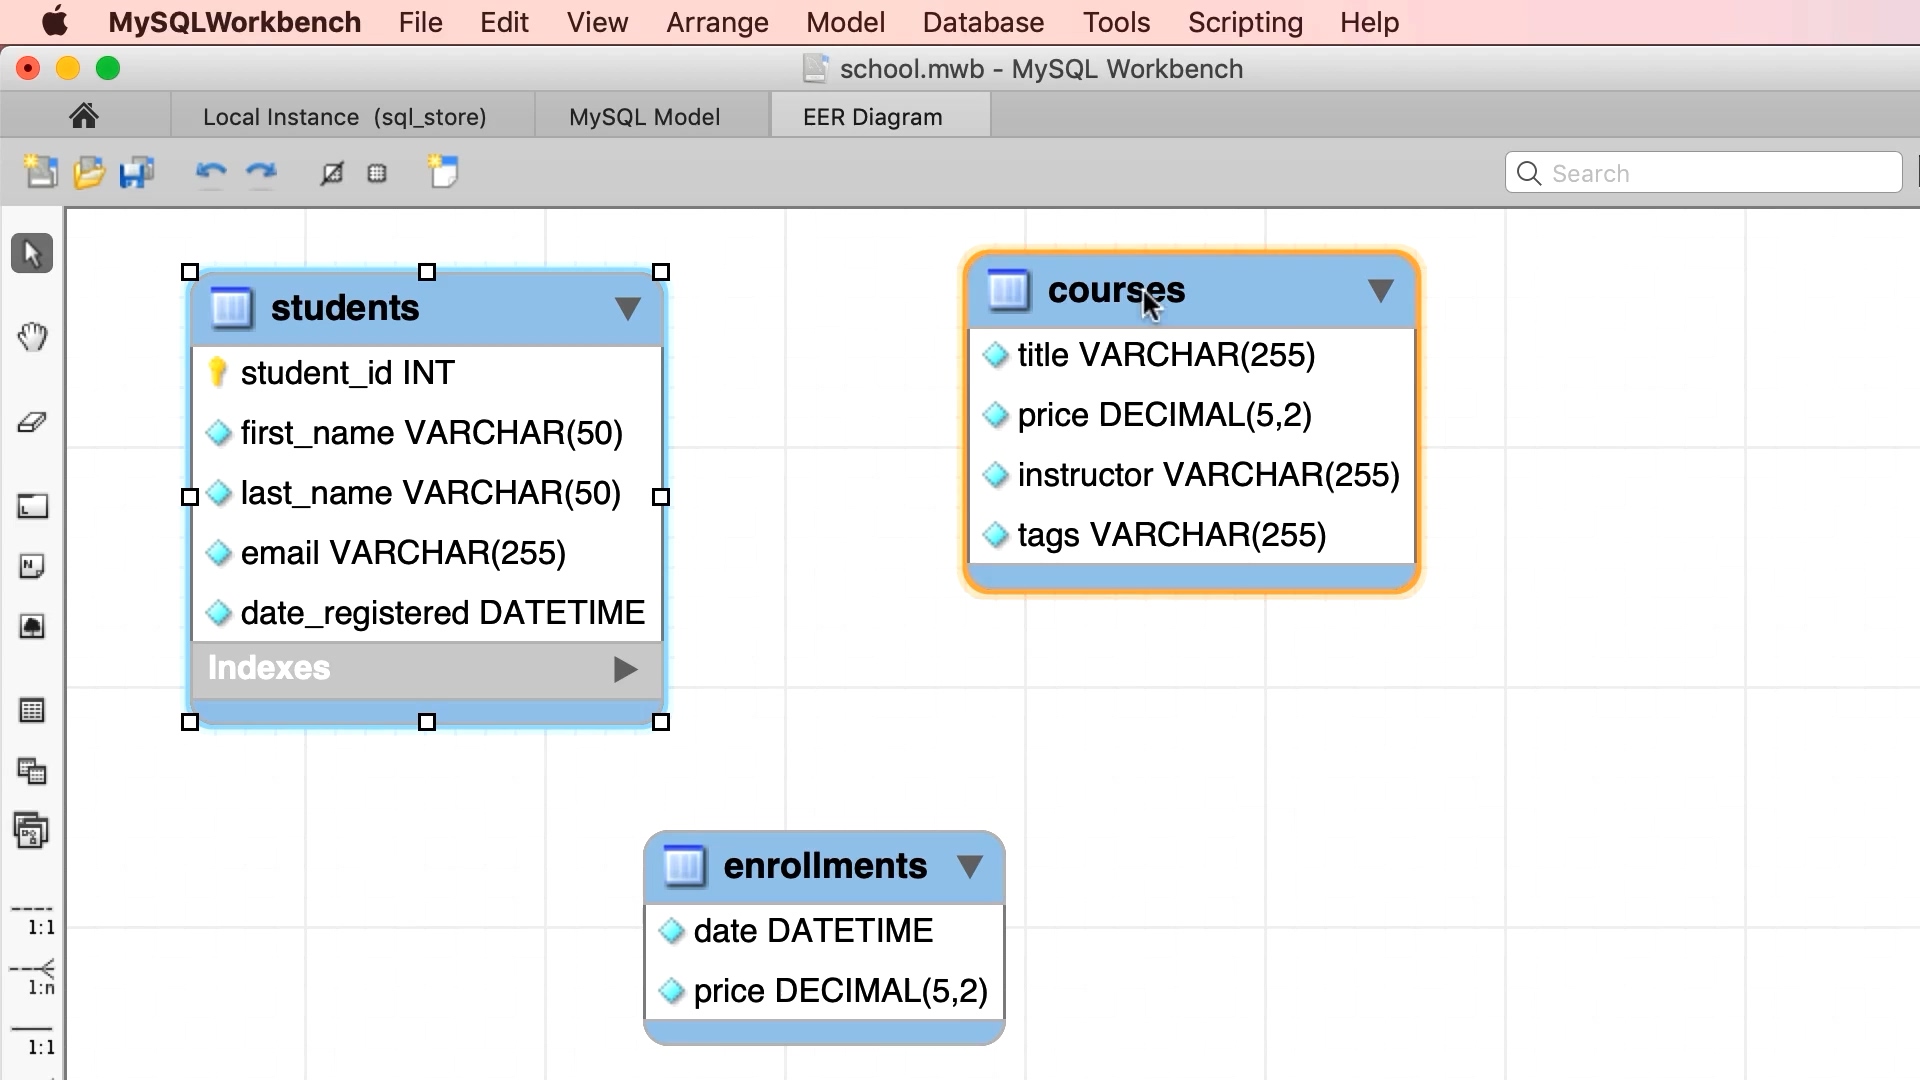 MySQLWorkbench File Edit View Arrange Model Database Tools Scripting Help
school.mwb - MySQL Workbench
Local Instance (sql_store) MySQL Model EER Diagram
Search
students
student_id INT
first_name VARCHAR(50)
last_name VARCHAR(50)
email VARCHAR(255)
date_registered DATETIME
Indexes
courses
title VARCHAR(255)
price DECIMAL(5,2)
instructor VARCHAR(255)
tags VARCHAR(255)
enrollments
date DATETIME
price DECIMAL(5,2)
1:1
1:n
1:1